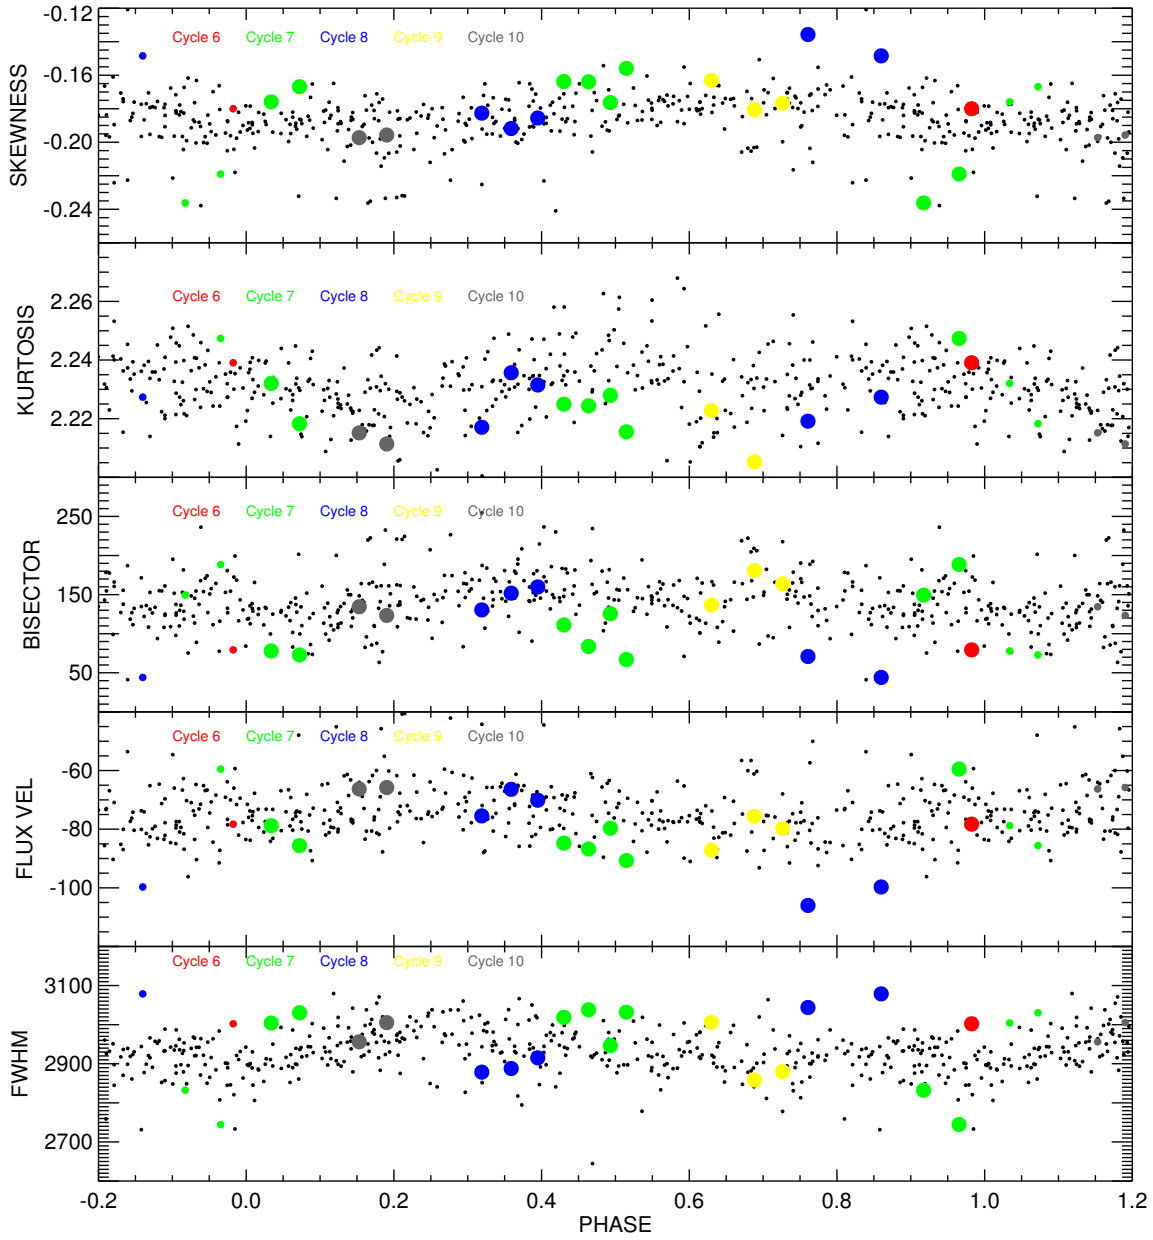 -0.12
Cycle 6 Cycle 7 Cycle 8 Cycle 9 Cycle 10
-0.16
-0.20
-0.24
SKEWNESS
Cycle 6 Cycle 7 Cycle 8 Cycle 9 Cycle 10
2.26
2.24
2.22
KURTOSIS
Cycle 6 Cycle 7 Cycle 8 Cycle 9 Cycle 10
250
150
50
BISECTOR
Cycle 6 Cycle 7 Cycle 8 Cycle 9 Cycle 10
-60
-80
-100
FLUX VEL
Cycle 6 Cycle 7 Cycle 8 Cycle 9 Cycle 10
3100
2900
2700
FWHM
-0.2 0.0 0.2 0.4 0.6 0.8 1.0 1.2
PHASE